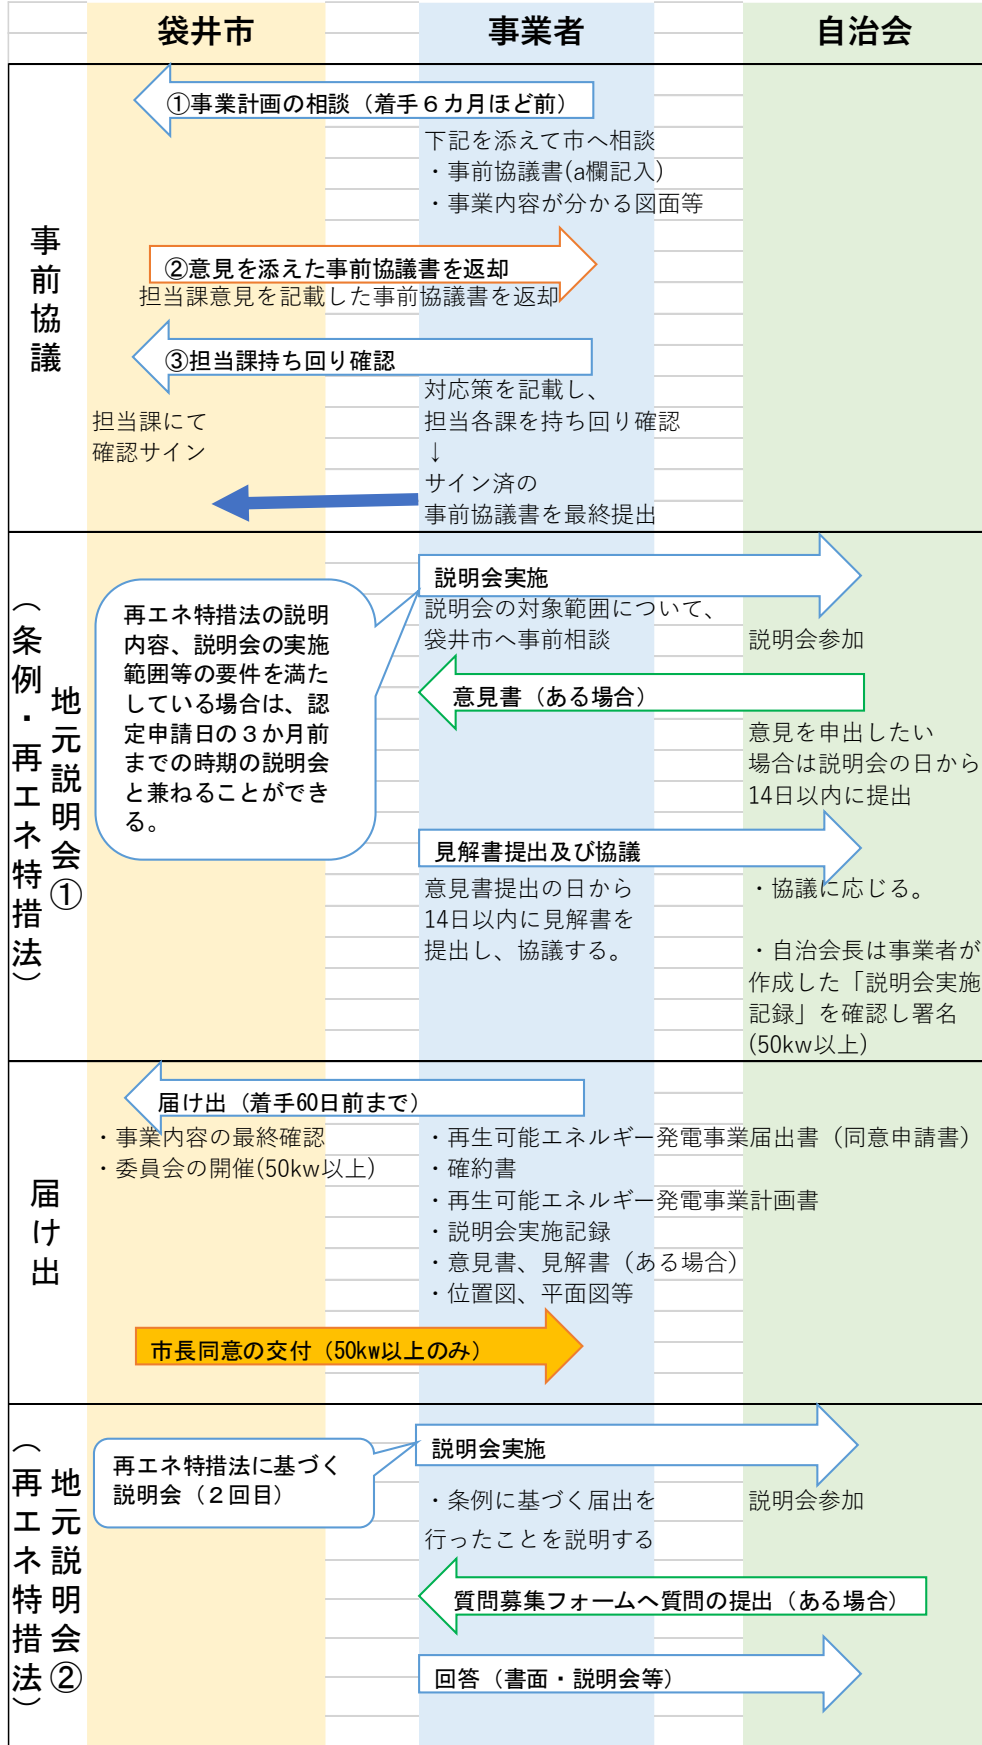 袋井市
事業者
自治会
事前協議
①事業計画の相談（着手６カ月ほど前）
下記を添えて市へ相談
・事前協議書(a欄記入)
・事業内容が分かる図面等
②意見を添えた事前協議書を返却
担当課意見を記載した事前協議書を返却
③担当課持ち回り確認
担当課にて
確認サイン
対応策を記載し、
担当各課を持ち回り確認
↓
サイン済の
事前協議書を最終提出
地元説明会①
（条例・再エネ特措法）
説明会実施
説明会の対象範囲について、
袋井市へ事前相談
説明会参加
再エネ特措法の説明
内容、説明会の実施
範囲等の要件を満た
している場合は、認
定申請日の３か月前
までの時期の説明会
と兼ねることができ
る。
意見書（ある場合）
意見を申出したい
場合は説明会の日から
14日以内に提出
見解書提出及び協議
意見書提出の日から
14日以内に見解書を
提出し、協議する。
・協議に応じる。
・自治会長は事業者が
作成した「説明会実施
記録」を確認し署名
(50kw以上)
届け出
届け出（着手60日前まで）
・事業内容の最終確認
・委員会の開催(50kw以上)
・再生可能エネルギー発電事業届出書（同意申請書）
・確約書
・再生可能エネルギー発電事業計画書
・説明会実施記録
・意見書、見解書（ある場合）
・位置図、平面図等
市長同意の交付（50kw以上のみ）
地元説明会②
（再エネ特措法）
説明会実施
再エネ特措法に基づく
説明会（２回目）
・条例に基づく届出を
行ったことを説明する
説明会参加
質問募集フォームへ質問の提出（ある場合）
回答（書面・説明会等）